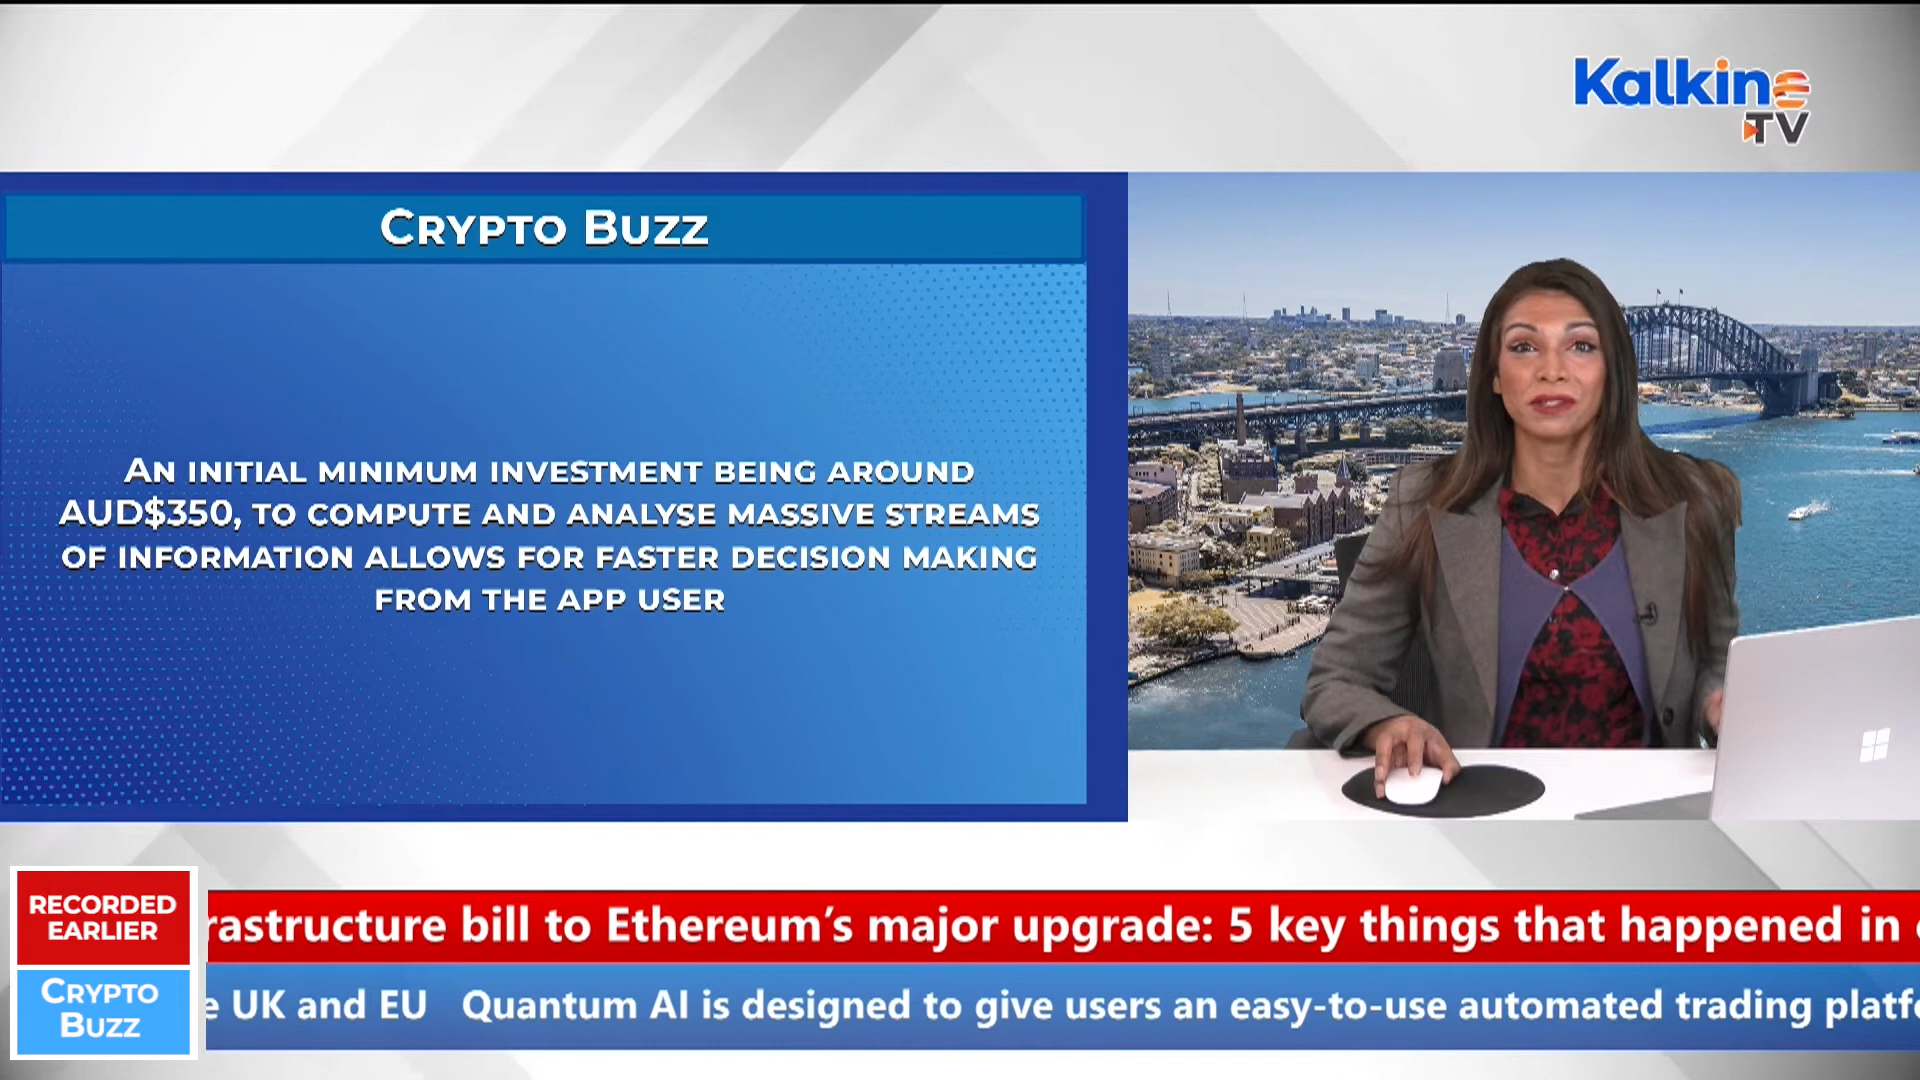 Kalkine
TV
Crypto Buzz
An initial minimum investment being around
AUD$350, to compute and analyse massive streams
of information allows for faster decision making
from the app user
RECORDED
EARLIER
rastructure bill to Ethereum's major upgrade: 5 key things that happened in
Crypto
Buzz
UK and EU Quantum AI is designed to give users an easy-to-use automated trading platf